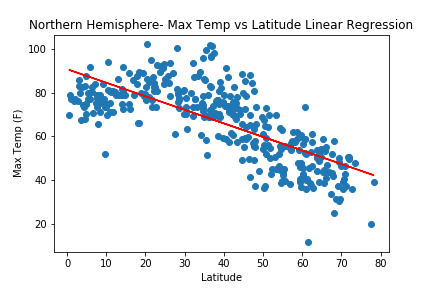 Northern Hemisphere- Max Temp vs Latitude Linear Regression
100
80
60
40
20
Max Temp (F)
0 10 20 30 40 50 60 70 80
Latitude